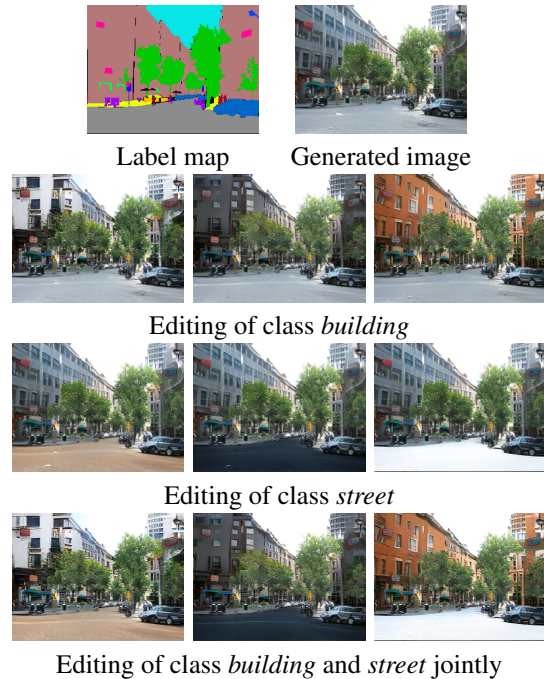 Label map
Generated image
Editing of class building
Editing of class street
Editing of class building and street jointly